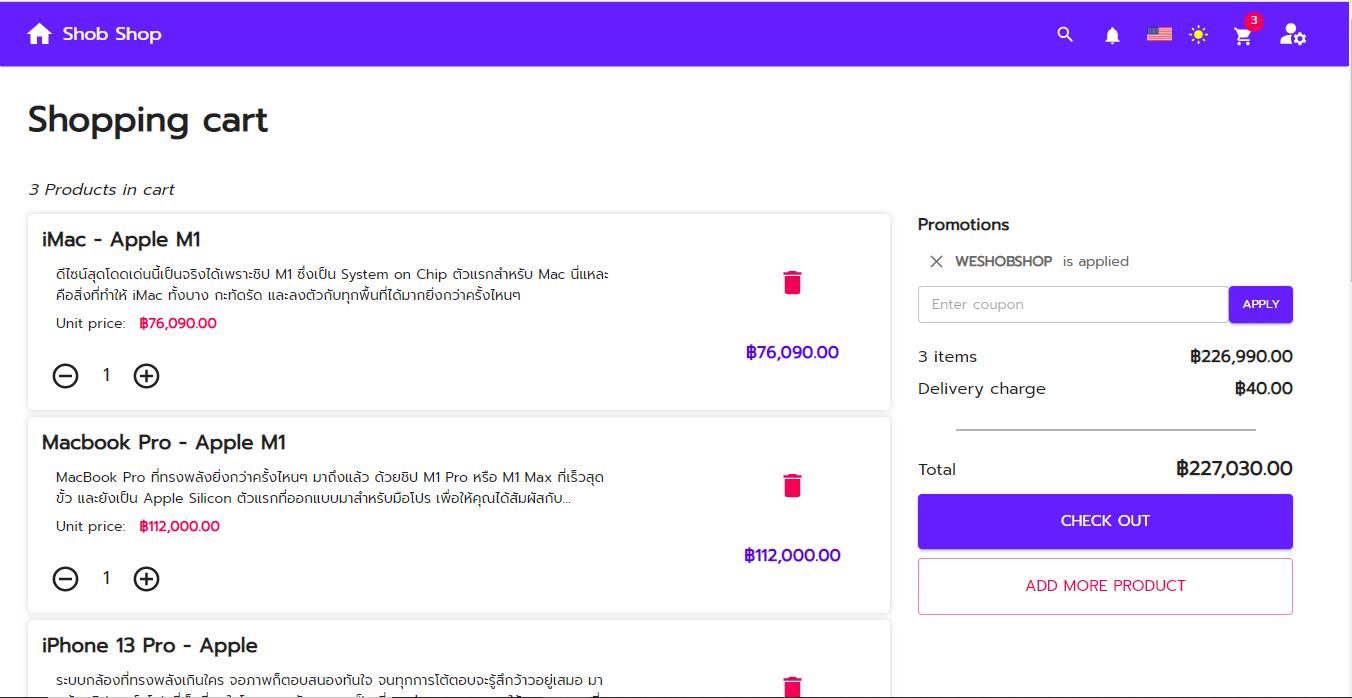 Shob Shop
3
Shopping cart
3 Products in cart
iMac - Apple M1
ดีไซน์สุดโดดเด่นนี้เป็นจริงได้เพราะชิป M1 ซึ่งเป็น System on Chip ตัวแรกสำหรับ Mac นี่แหละ
คือสิ่งที่ทำให้ iMac ทั้งบาง กะทัดรัด และลงตัวกับทุกพื้นที่ได้มากยิ่งกว่าครั้งไหนๆ
Unit price: ฿76,090.00
฿76,090.00
1
Macbook Pro - Apple M1
MacBook Pro ที่ทรงพลังยิ่งกว่าครั้งไหนๆ มาถึงแล้ว ด้วยชิป M1 Pro หรือ M1 Max ที่เร็วสุด
ขั้ว และยังเป็น Apple Silicon ตัวแรกที่ออกแบบมาสำหรับมือโปร เพื่อให้คุณได้สัมผัสกับ...
Unit price: ฿112,000.00
฿112,000.00
1
iPhone 13 Pro - Apple
ระบบกล้องที่ทรงพลังเกินใคร จอภาพก็ตอบสนองทันใจ จนทุกการโต้ตอบจะรู้สึกว้าวอยู่เสมอ มา
Promotions
WESHOBSHOP is applied
Enter coupon
APPLY
3 items ฿226,990.00
Delivery charge ฿40.00
Total ฿227,030.00
CHECK OUT
ADD MORE PRODUCT